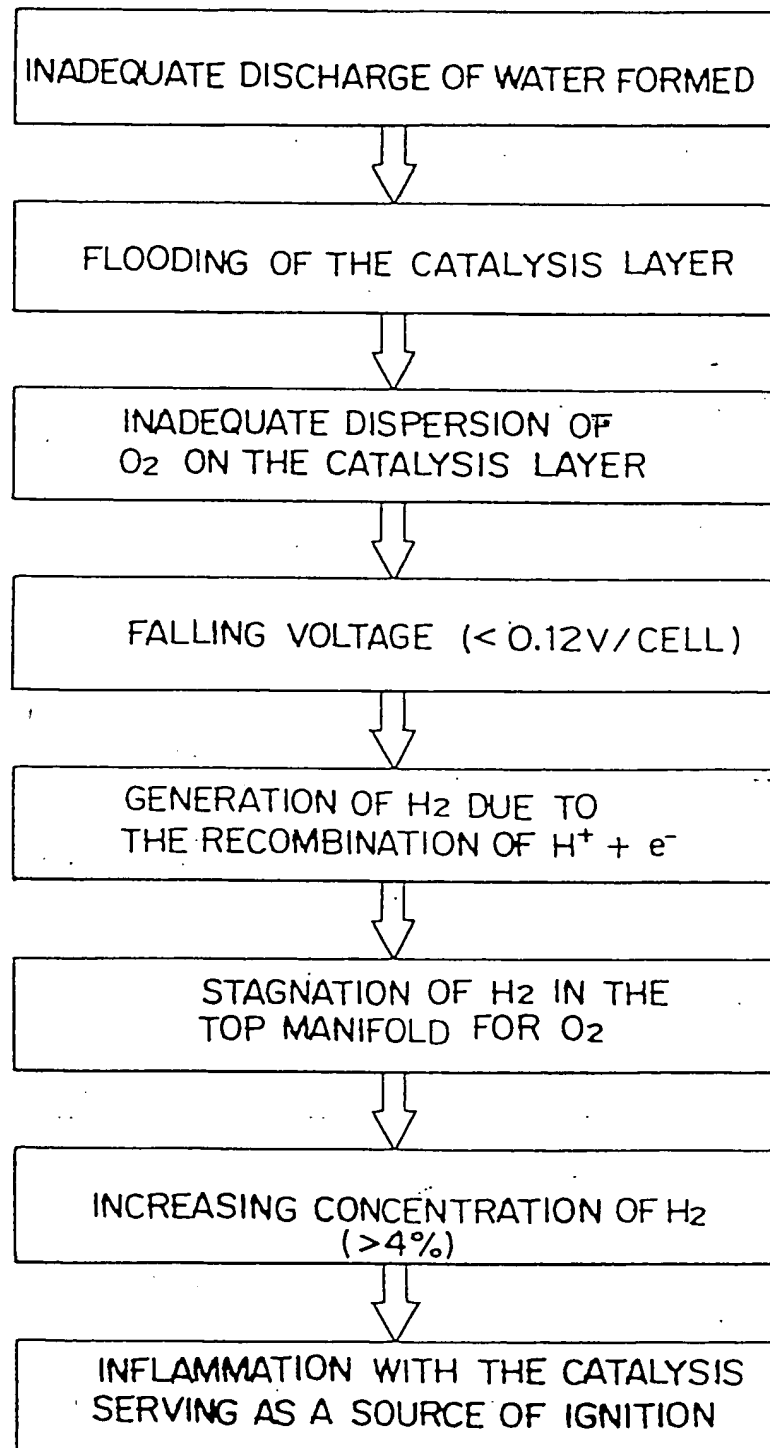 INADEQUATE DISCHARGE OF WATER FORMED
FLOODING OF THE CATALYSIS LAYER
INADEQUATE DISPERSION OF
O2 ON THE CATALYSIS LAYER
FALLING VOLTAGE (<0.12V/CELL)
GENERATION OF H2 DUE TO
THE RECOMBINATION OF H⁺ + e⁻
STAGNATION OF H2 IN THE
TOP MANIFOLD FOR O2
INCREASING CONCENTRATION OF H2
(>4%)
INFLAMMATION WITH THE CATALYSIS
SERVING AS A SOURCE OF IGNITION